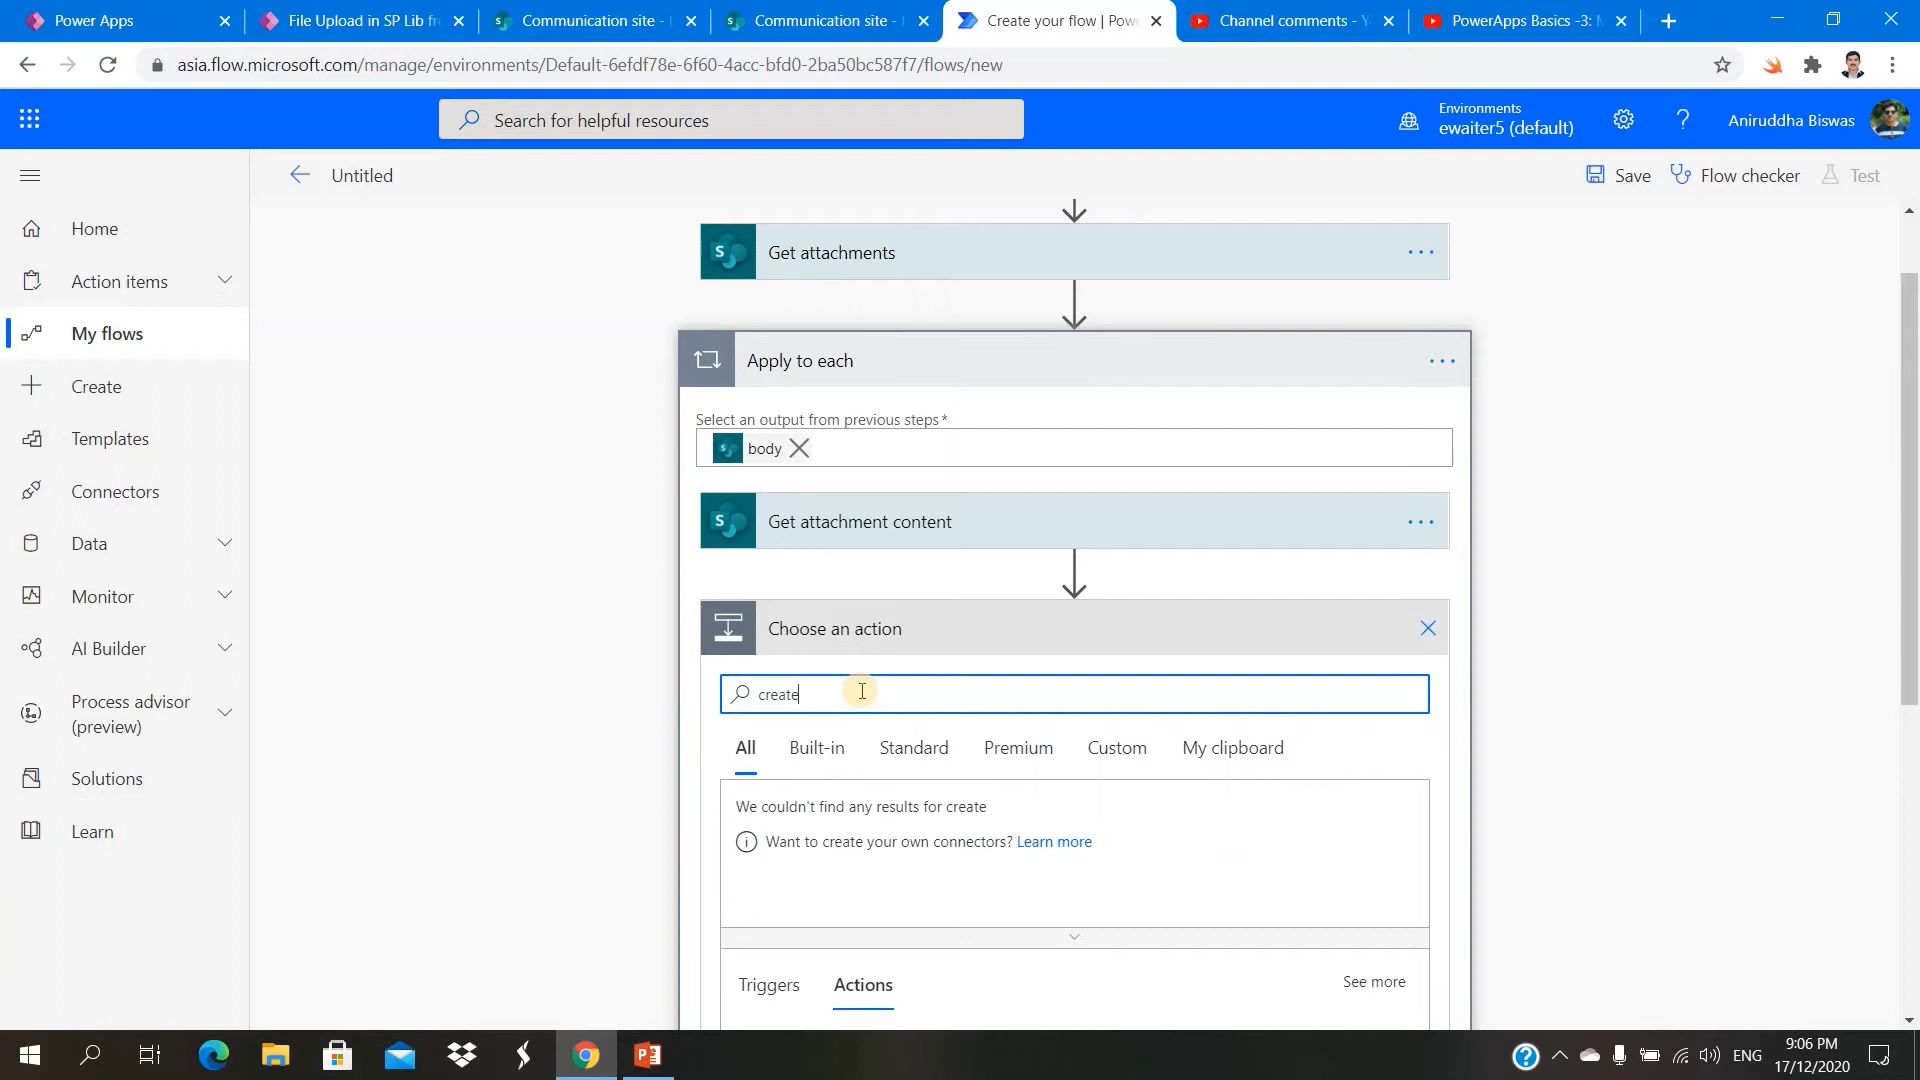 Power Apps
File Upload in SP Lib fr
Communication site -
Communication site -
Create your flow | Pow
Channel comments - Y
PowerApps Basics -3:
asia.flow.microsoft.com/manage/environments/Default-6efdf78e-6f60-4acc-bfd0-2ba50bc587f7/flows/new
Search for helpful resources
Environments
ewaiter5 (default)
Aniruddha Biswas
Untitled
Save
Flow checker
Test
Home
Action items
My flows
Create
Templates
Connectors
Data
Monitor
AI Builder
Process advisor
(preview)
Solutions
Learn
Get attachments
Apply to each
Select an output from previous steps *
body
Get attachment content
Choose an action
create
All Built-in Standard Premium Custom My clipboard
We couldn't find any results for create
Want to create your own connectors? Learn more
Triggers Actions See more
ENG
9:06 PM
17/12/2020